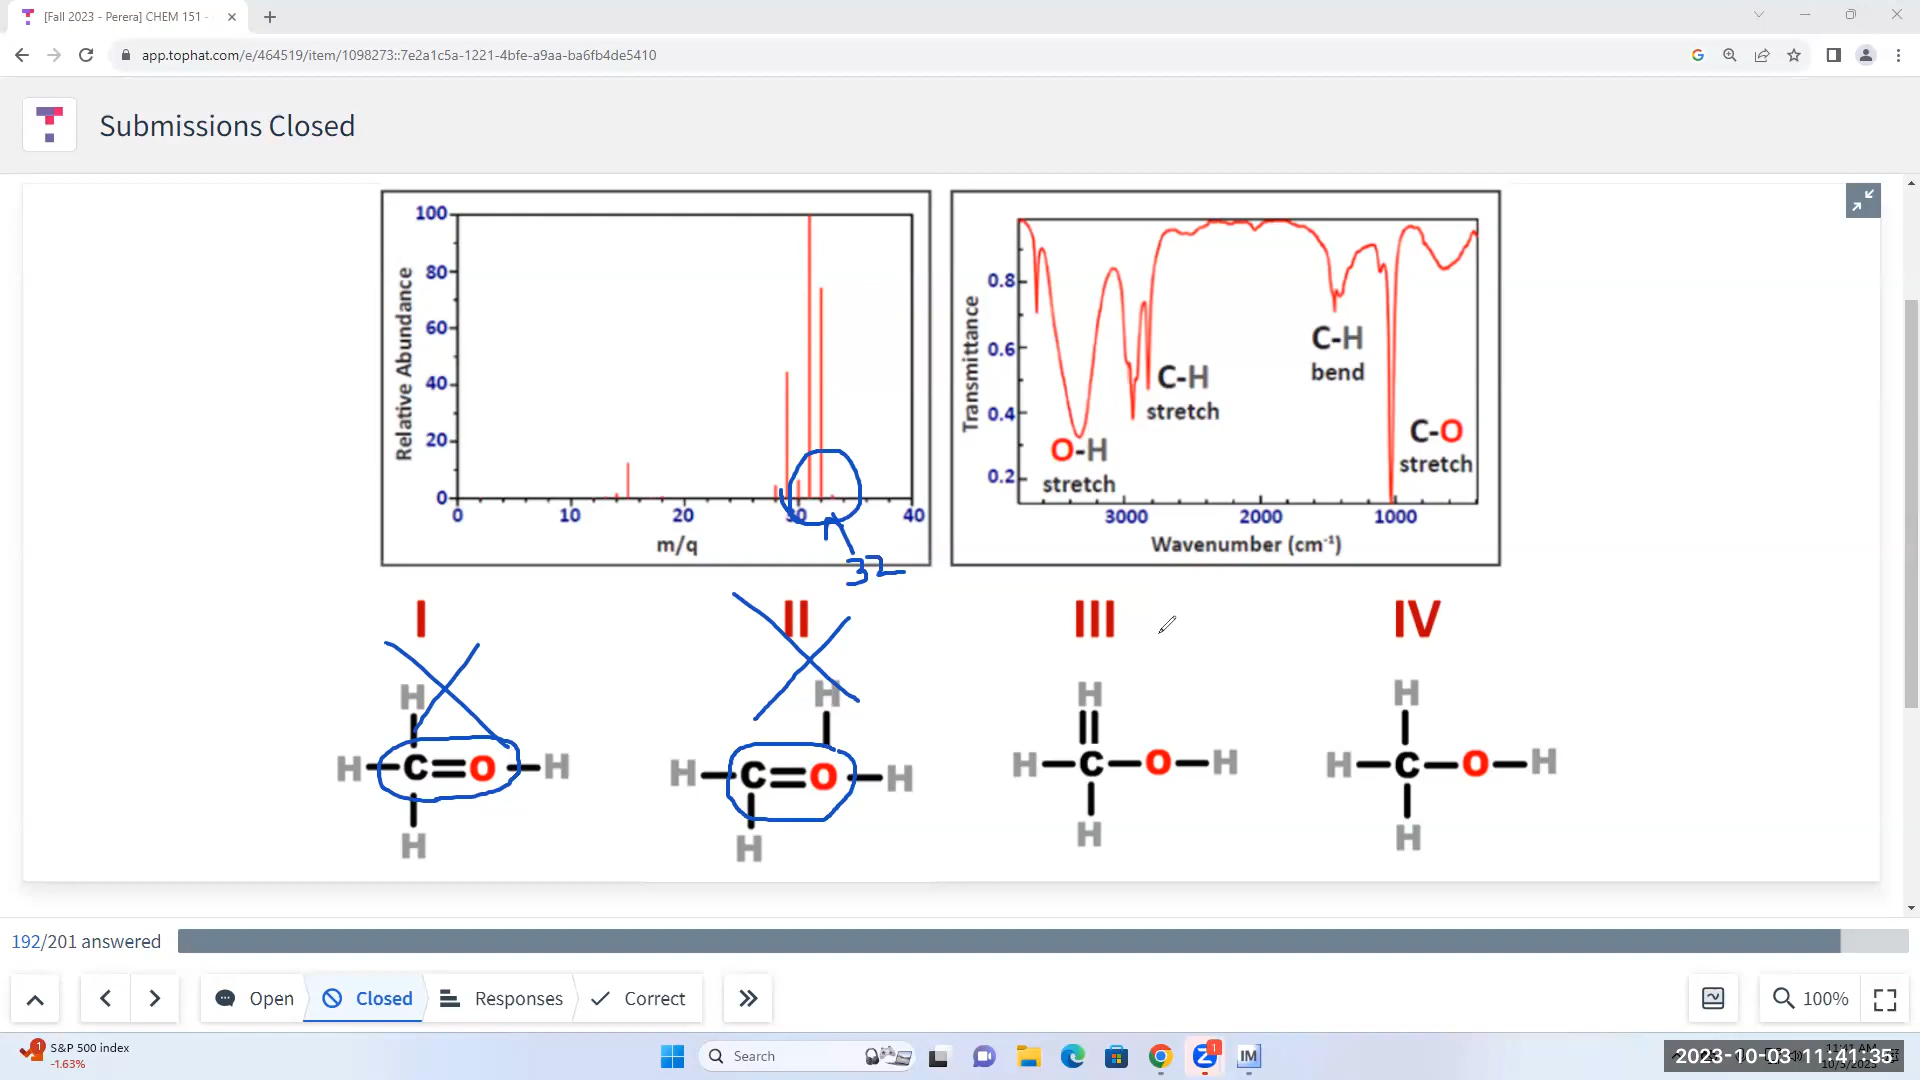 [Fall 2023 - Perera] CHEM 151 -
app.tophat.com/e/464519/item/1098273::7e2a1c5a-1221-4bfe-a9aa-ba6fb4de5410
Submissions Closed
100
80
60
40
20
0
Relative Abundance
0 10 20 30 40
m/q
32
0.8
0.6
0.4
0.2
Transmittance
O-H
stretch
C-H
stretch
C-H
bend
C-O
stretch
3000 2000 1000
Wavenumber (cm⁻¹)
I II III IV
H
H C O H
H
H
H C O H
H
H
H C O H
H
H
H C O H
H
192/201 answered
Open Closed Responses Correct
100%
1 S&P 500 index
-1.63%
Search
1
IM
2023-10-03 11:41:35